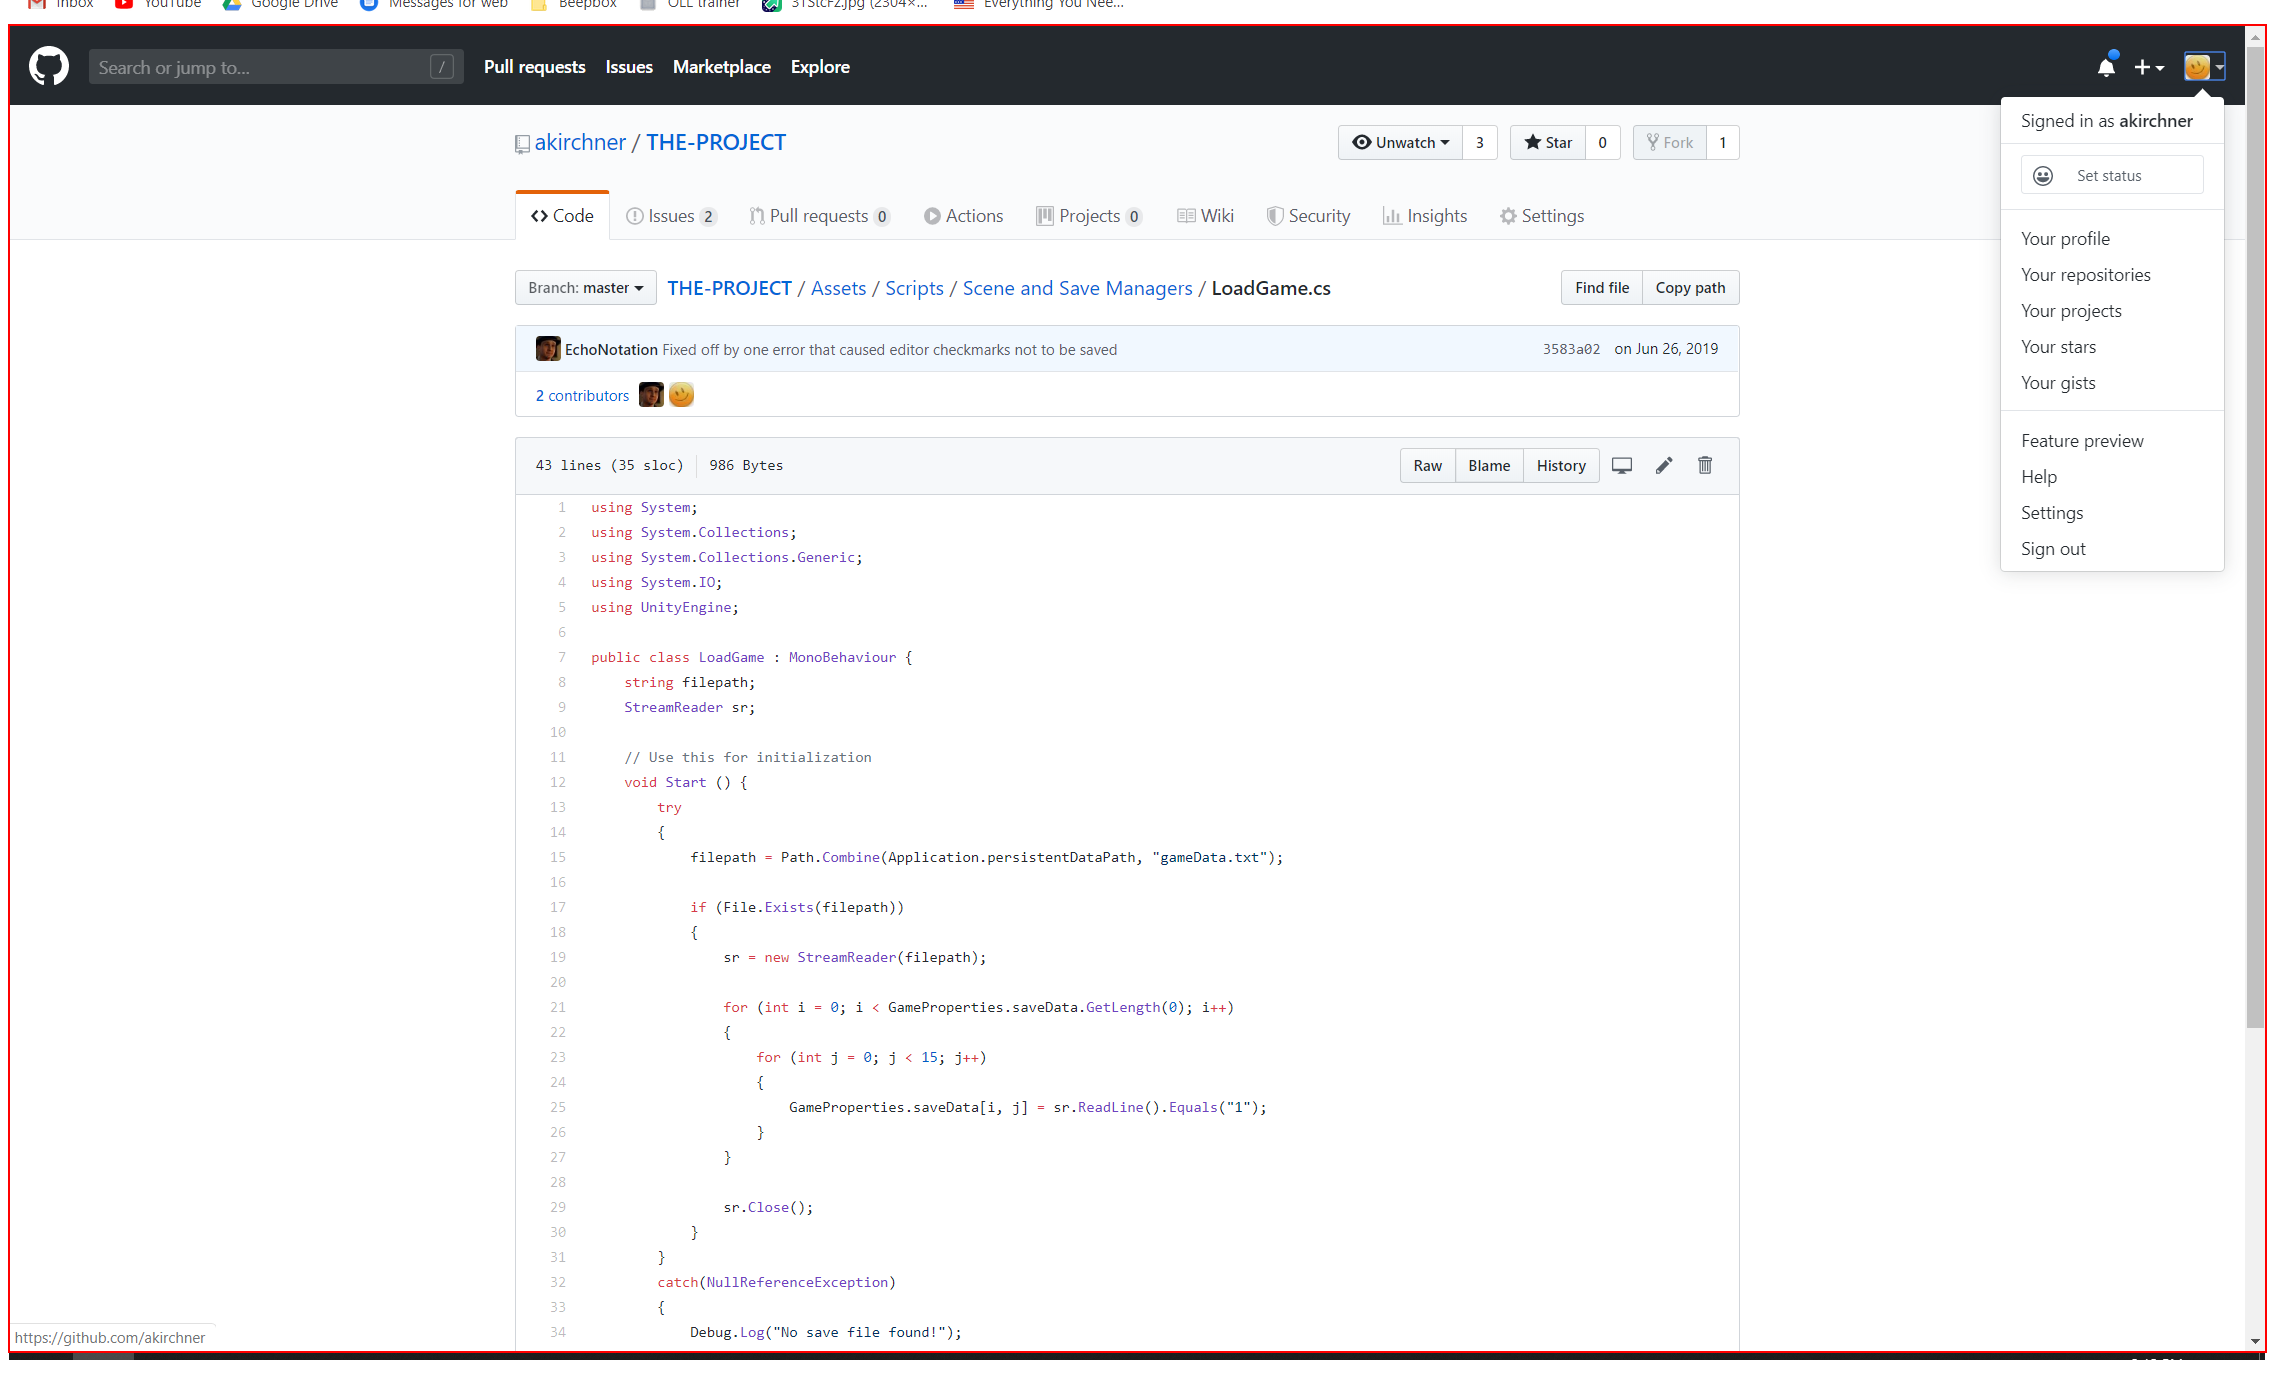 Inbox YouTube Google Drive Messages for web Beepbox OLL trainer Everything You Nee...
Search or jump to... / Pull requests Issues Marketplace Explore
Signed in as akirchner
Set status
Your profile
Your repositories
Your projects
Your stars
Your gists
Feature preview
Help
Settings
Sign out
akirchner / THE-PROJECT
Unwatch 3 Star 0 Fork 1
Code Issues 2 Pull requests 0 Actions Projects 0 Wiki Security Insights Settings
Branch: master THE-PROJECT / Assets / Scripts / Scene and Save Managers / LoadGame.cs Find file Copy path
EchoNotation Fixed off by one error that caused editor checkmarks not to be saved 3583a02 on Jun 26, 2019
2 contributors
43 lines (35 sloc) 986 Bytes Raw Blame History
1 using System;
2 using System.Collections;
3 using System.Collections.Generic;
4 using System.IO;
5 using UnityEngine;
6
7 public class LoadGame : MonoBehaviour {
8 string filepath;
9 StreamReader sr;
10
11 // Use this for initialization
12 void Start () {
13 try
14 {
15 filepath = Path.Combine(Application.persistentDataPath, "gameData.txt");
16
17 if (File.Exists(filepath))
18 {
19 sr = new StreamReader(filepath);
20
21 for (int i = 0; i < GameProperties.saveData.GetLength(0); i++)
22 {
23 for (int j = 0; j < 15; j++)
24 {
25 GameProperties.saveData[i, j] = sr.ReadLine().Equals("1");
26 }
27 }
28
29 sr.Close();
30 }
31 }
32 catch(NullReferenceException)
33 {
34 Debug.Log("No save file found!");
https://github.com/akirchner